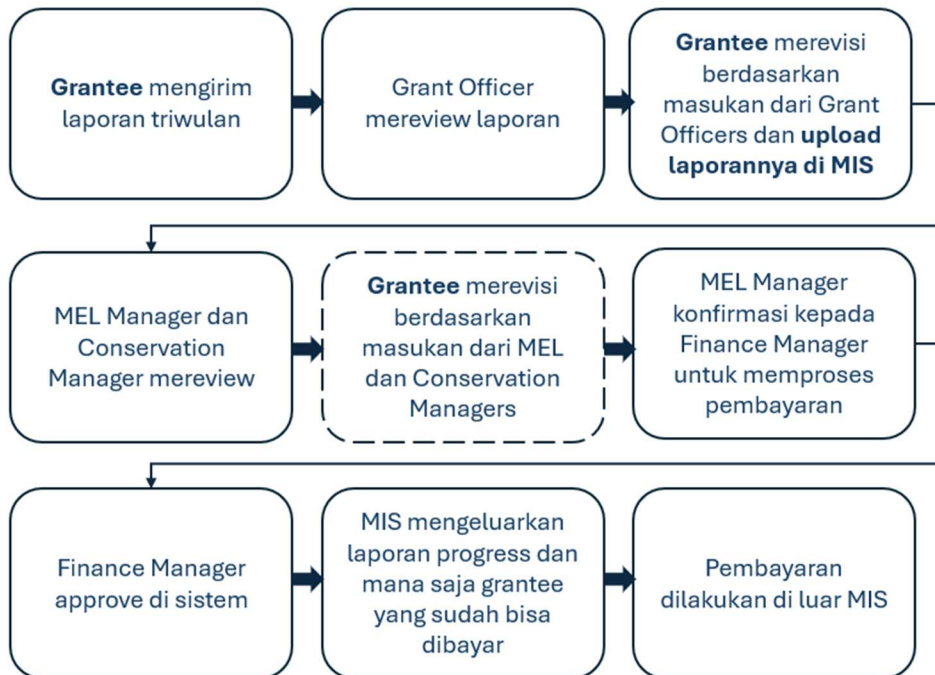 Grantee mengirim
laporan triwulan
Grant Officer
mereview laporan
Grantee merevisi
berdasarkan
masukan dari Grant
Officers dan upload
laporannya di MIS
MEL Manager dan
Conservation
Manager mereview
Grantee merevisi
berdasarkan
masukan dari MEL
dan Conservation
Managers
MEL Manager
konfirmasi kepada
Finance Manager
untuk memproses
pembayaran
Finance Manager
approve di sistem
MIS mengeluarkan
laporan progress dan
mana saja grantee
yang sudah bisa
dibayar
Pembayaran
dilakukan di luar MIS